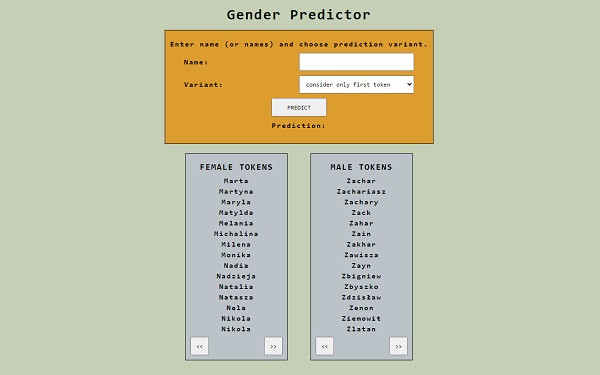 Gender Predictor
Enter name (or names) and choose prediction variant.
Name:
Variant:
consider only first token
PREDICT
Prediction:
FEMALE TOKENS
Marta
Martyna
Maryla
Matylda
Melania
Michalina
Milena
Monika
Nadia
Nadzieja
Natalia
Natasza
Nela
Nikola
Nikola
<<
>>
MALE TOKENS
Zachar
Zachariasz
Zachary
Zack
Zahar
Zain
Zakhar
Zawisza
Zayn
Zbigniew
Zbyszko
Zdzisław
Zenon
Ziemowit
Zlatan
<<
>>